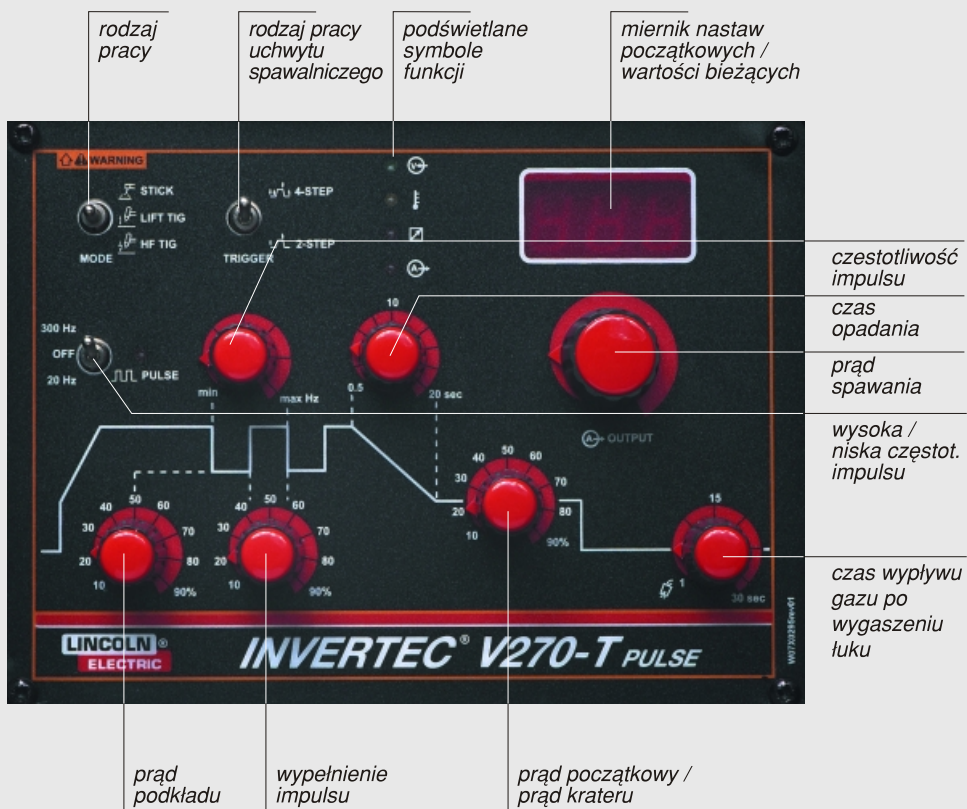 rodzaj
pracy
rodzaj pracy
uchwytu
spawalniczego
podświetlane
symbole
funkcji
miernik nastaw
początkowych /
wartości bieżących
WARNING
STICK
LIFT TIG
HF TIG
MODE
4-STEP
2-STEP
TRIGGER
V
A
czestotliwość
impulsu
czas
opadania
prąd
spawania
wysoka /
niska częstot.
impulsu
czas wypływu
gazu po
wygaszeniu
łuku
300 Hz
OFF
20 Hz
PULSE
min
max Hz
10
0.5
20 sec
A OUTPUT
10 20 30 40 50 60 70 80 90%
10 20 30 40 50 60 70 80 90%
10 20 30 40 50 60 70 80 90%
15
1
30 sec
W07X0295rev01
LINCOLN ®
ELECTRIC
INVERTEC® V270-T PULSE
prąd
podkładu
wypełnienie
impulsu
prąd początkowy /
prąd krateru